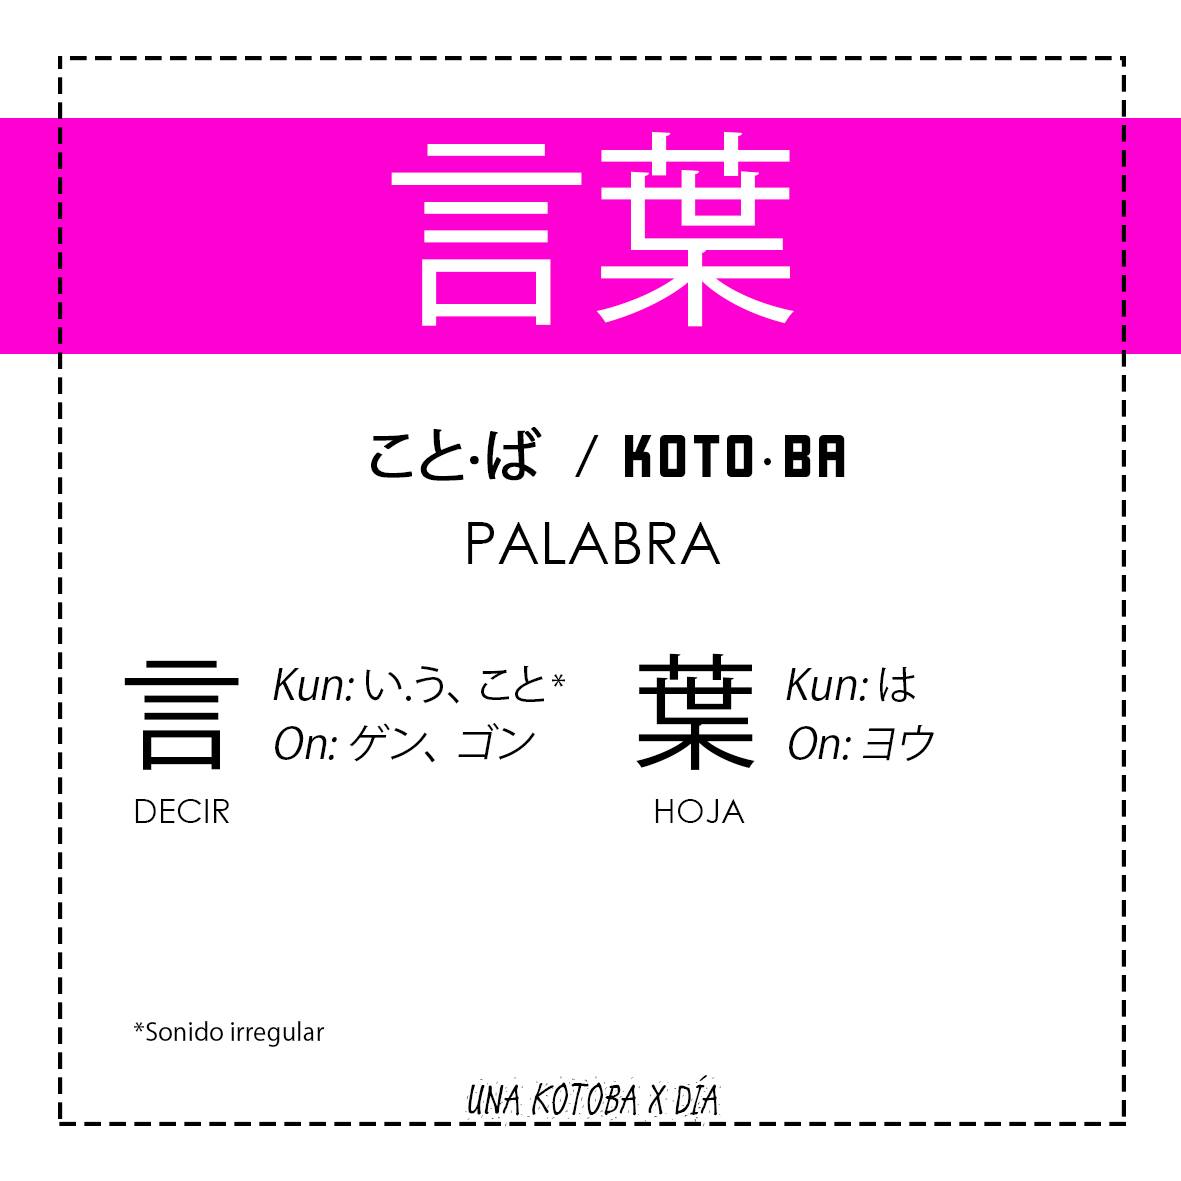 言葉
こと·ば / KOTO·BA
PALABRA
言 Kun: い.う、こと*
On: ゲン、ゴン
DECIR
葉 Kun: は
On: ヨウ
HOJA
*Sonido irregular
UNA KOTOBA X DÍA